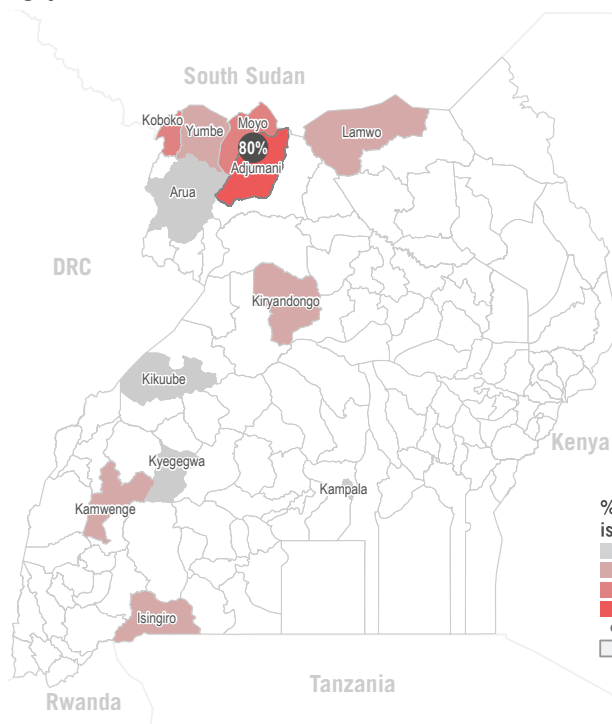 South Sudan
Koboko
Yumbe
Moyo
Lamwo
80%
Adjumani
Arua
DRC
Kiryandongo
Kikuube
Kenya
Kyegegwa
Kampala
Kamwenge
%
is
Isingiro
Tanzania
Rwanda